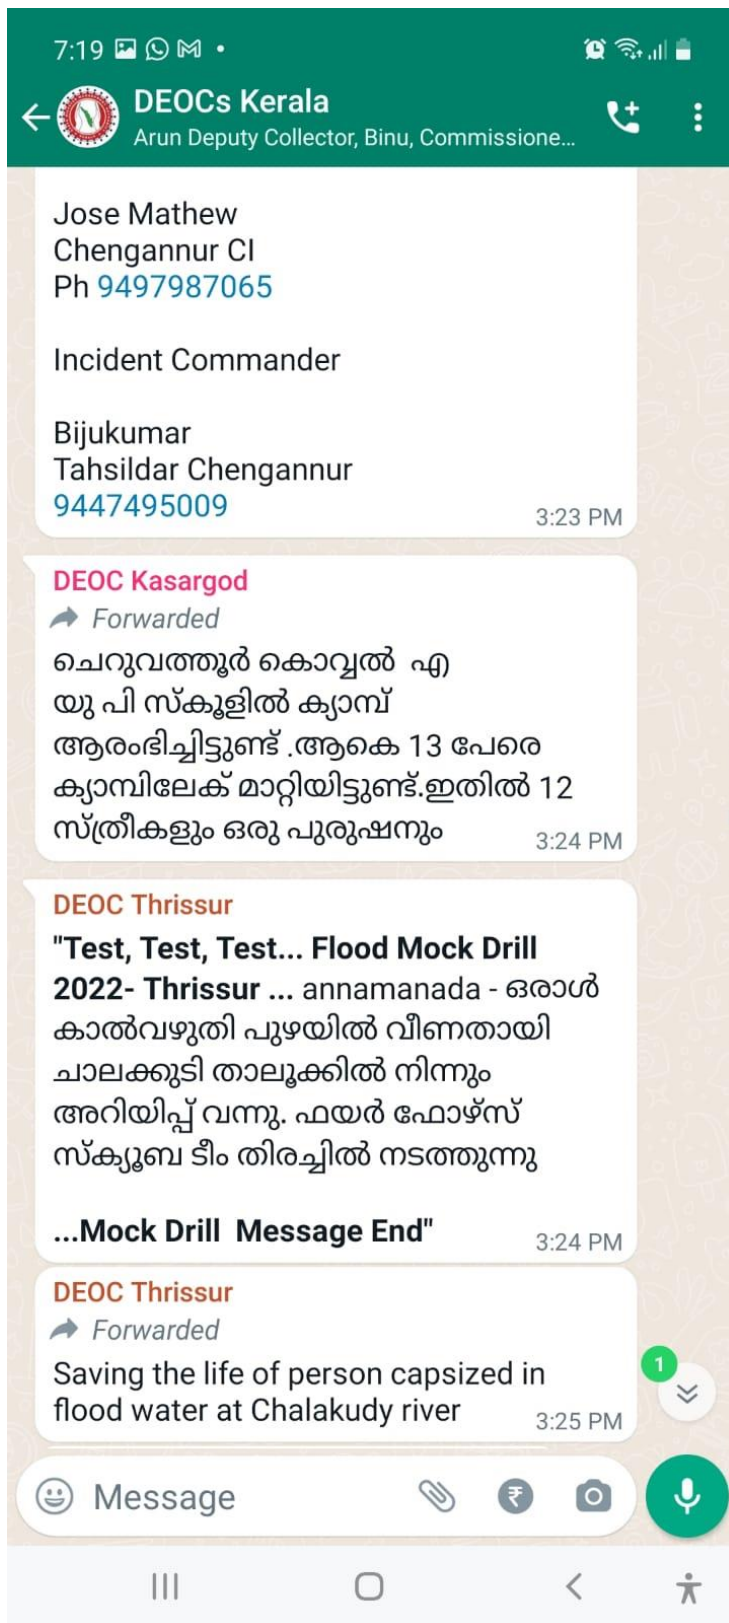 7:19
DEOCs Kerala
Arun Deputy Collector, Binu, Commissione...
Jose Mathew
Chengannur CI
Ph 9497987065
Incident Commander
Bijukumar
Tahsildar Chengannur
9447495009
3:23 PM
DEOC Kasargod
Forwarded
ചെറുവത്തൂർ കൊവ്വൽ എ
യു പി സ്കൂളിൽ ക്യാമ്പ്
ആരംഭിച്ചിട്ടുണ്ട് .ആകെ 13 പേരെ
ക്യാമ്പിലേക് മാറ്റിയിട്ടുണ്ട്.ഇതിൽ 12
സ്ത്രീകളും ഒരു പുരുഷനും
3:24 PM
DEOC Thrissur
"Test, Test, Test... Flood Mock Drill
2022- Thrissur ... annamanada - ഒരാൾ
കാൽവഴുതി പുഴയിൽ വീണതായി
ചാലക്കുടി താലൂക്കിൽ നിന്നും
അറിയിപ്പ് വന്നു. ഫയർ ഫോഴ്സ്
സ്ക്യൂബ ടീം തിരച്ചിൽ നടത്തുന്നു
...Mock Drill Message End"
3:24 PM
DEOC Thrissur
Forwarded
Saving the life of person capsized in
flood water at Chalakudy river
3:25 PM
1
Message